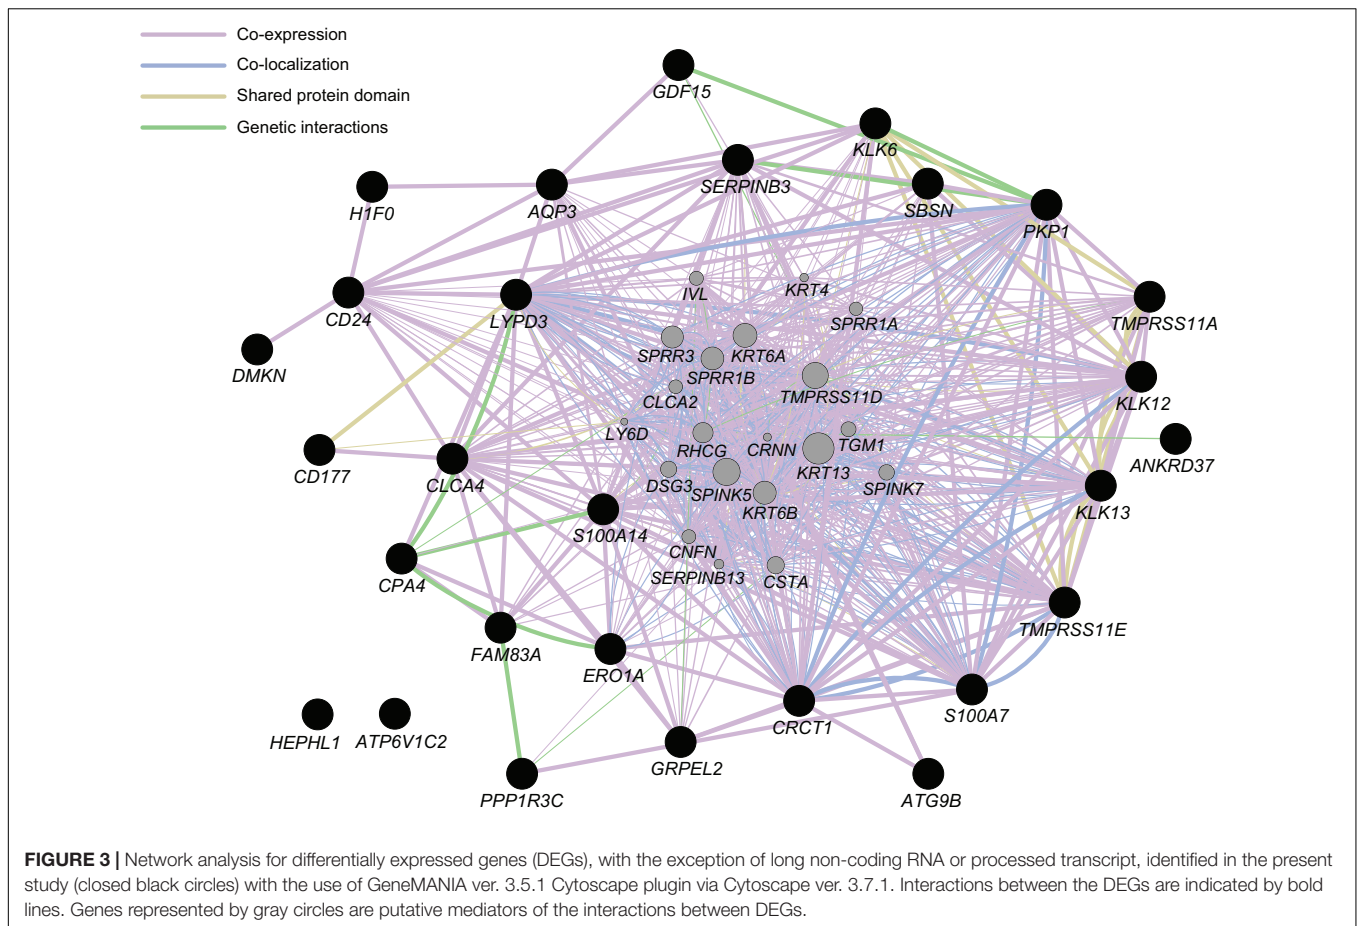 Co-expression
Co-localization
Shared protein domain
Genetic interactions
GDF15
KLK6
SERPINB3
SBSN
H1F0
AQP3
PKP1
IVL
KRT4
CD24
LYPD3
SPRR1A
TMPRSS11A
SPRR3
KRT6A
DMKN
SPRR1B
TMPRSS11D
CLCA2
KLK12
LY6D
RHCG
CRNN
TGM1
ANKRD37
CD177
CLCA4
KRT13
DSG3
SPINK5
SPINK7
KRT6B
KLK13
S100A14
CNFN
SERPINB13
CSTA
CPA4
TMPRSS11E
FAM83A
ERO1A
S100A7
CRCT1
HEPHL1
ATP6V1C2
GRPEL2
PPP1R3C
ATG9B
FIGURE 3 | Network analysis for differentially expressed genes (DEGs), with the exception of long non-coding RNA or processed transcript, identified in the present
study (closed black circles) with the use of GeneMANIA ver. 3.5.1 Cytoscape plugin via Cytoscape ver. 3.7.1. Interactions between the DEGs are indicated by bold
lines. Genes represented by gray circles are putative mediators of the interactions between DEGs.